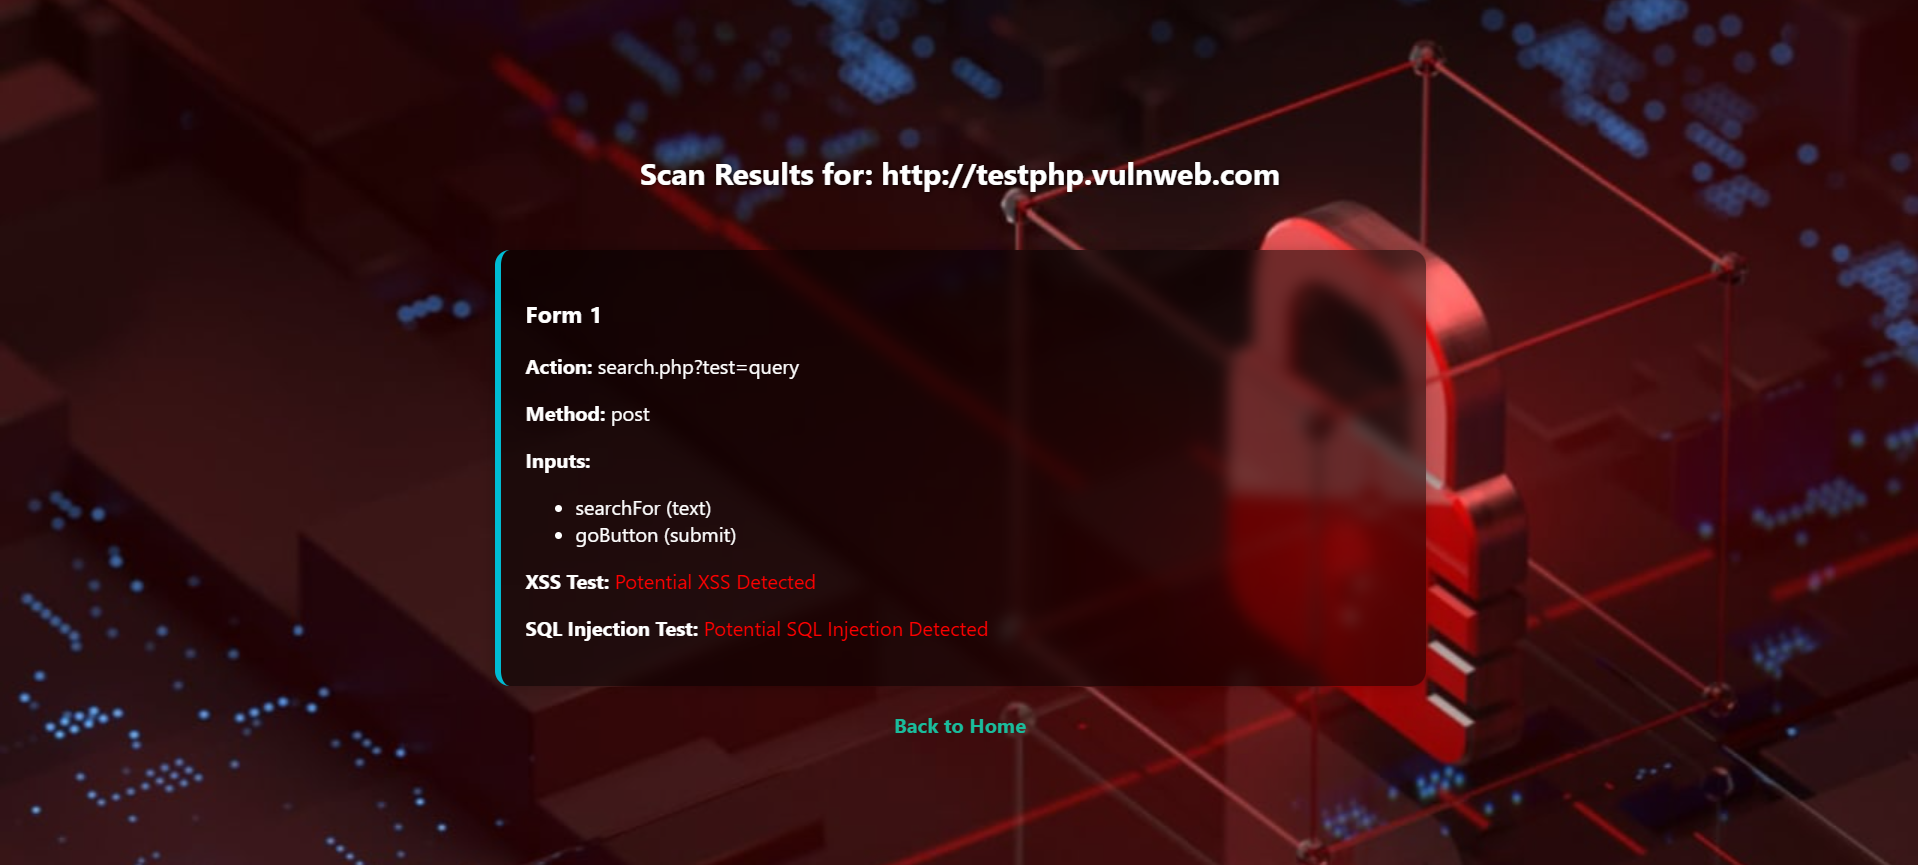 Scan Results for: http://testphp.vulnweb.com
Form 1
Action: search.php?test=query
Method: post
Inputs:
• searchFor (text)
• goButton (submit)
XSS Test: Potential XSS Detected
SQL Injection Test: Potential SQL Injection Detected
Back to Home